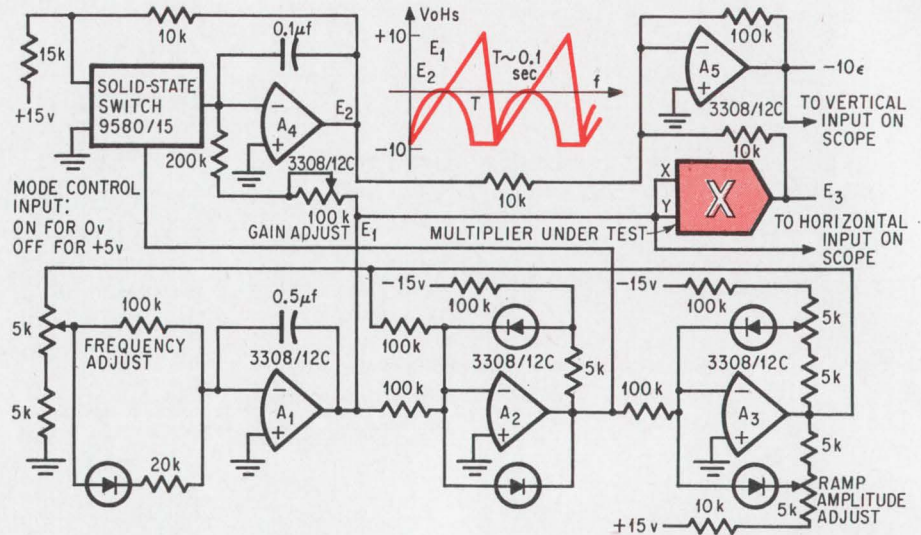 VoHs
+10
-10
E1
E2
T~0.1
sec
T
f
15k
+15v
10k
SOLID-STATE
SWITCH
9580/15
0.1μf
−
+
A4
E2
200k
3308/12C
100k
GAIN ADJUST
E1
MODE CONTROL
INPUT:
ON FOR 0v
OFF FOR +5v
100k
−
+
A5
-10ϵ
3308/12C
TO VERTICAL
INPUT ON
SCOPE
10k
10k
X
Y
X
E3
MULTIPLIER UNDER TEST
TO HORIZONTAL
INPUT ON
SCOPE
5k
5k
100k
FREQUENCY
ADJUST
20k
0.5μf
3308/12C
−
+
A1
-15v
100k
100k
100k
3308/12C
−
+
A2
5k
100k
-15v
100k
5k
5k
3308/12C
−
+
A3
5k
5k
RAMP
AMPLITUDE
ADJUST
+15v
10k